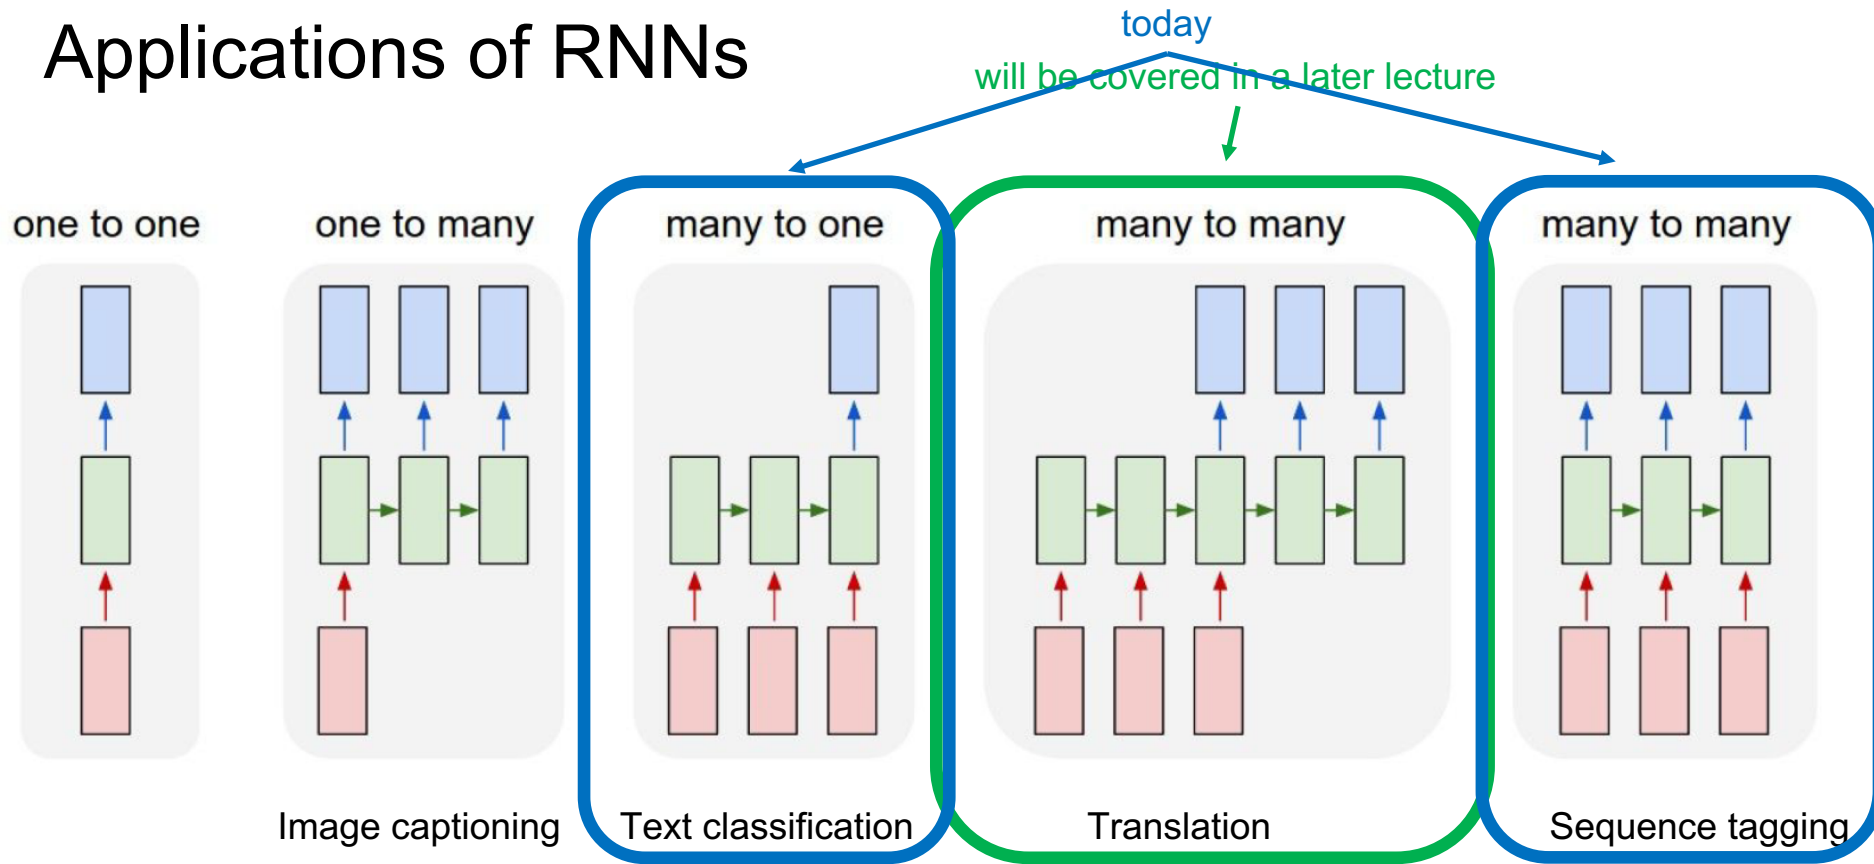 Applications of RNNs
today
will be covered in a later lecture
one to one
one to many
many to one
many to many
many to many
Image captioning
Text classification
Translation
Sequence tagging